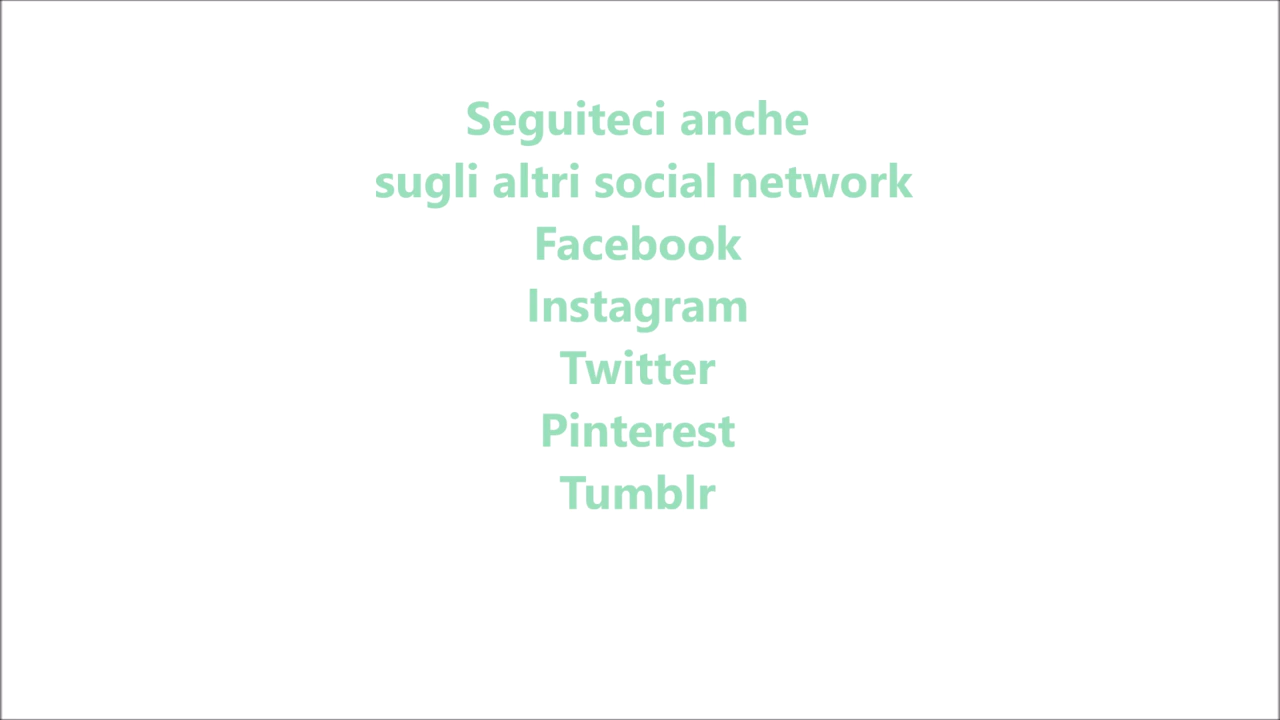 Seguiteci anche
sugli altri social network
Facebook
Instagram
Twitter
Pinterest
Tumblr